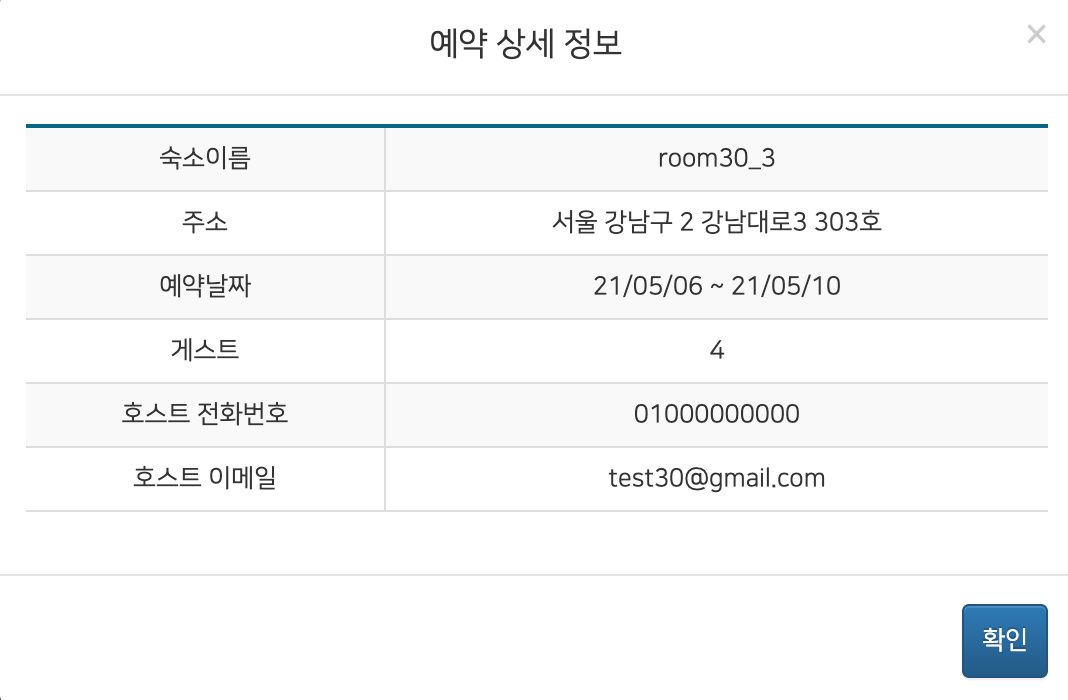 예약 상세 정보
×
숙소이름 room30_3
주소 서울 강남구 2 강남대로3 303호
예약날짜 21/05/06 ~ 21/05/10
게스트 4
호스트 전화번호 01000000000
호스트 이메일 test30@gmail.com
확인